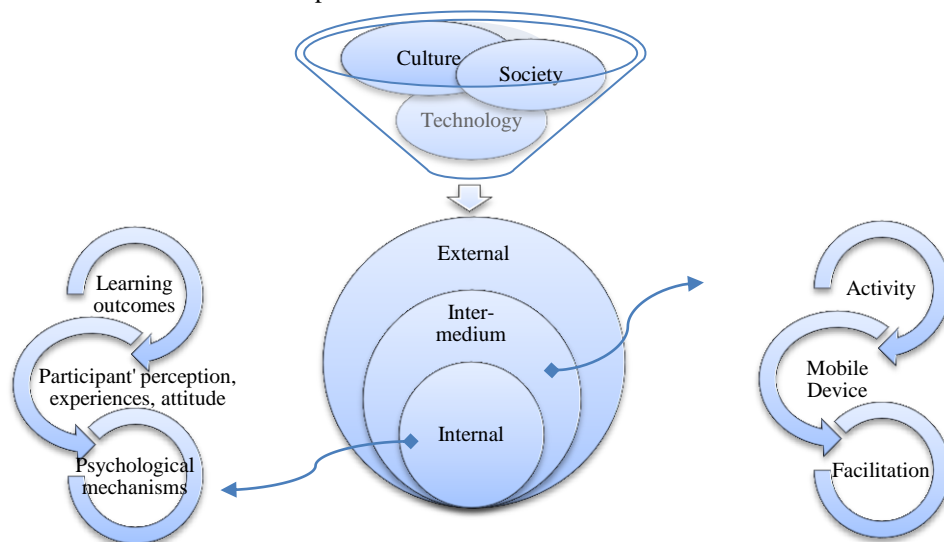 Culture
Society
Technology
External
Inter-
medium
Internal
Learning
outcomes
Participant' perception,
experiences, attitude
Psychological
mechanisms
Activity
Mobile
Device
Facilitation